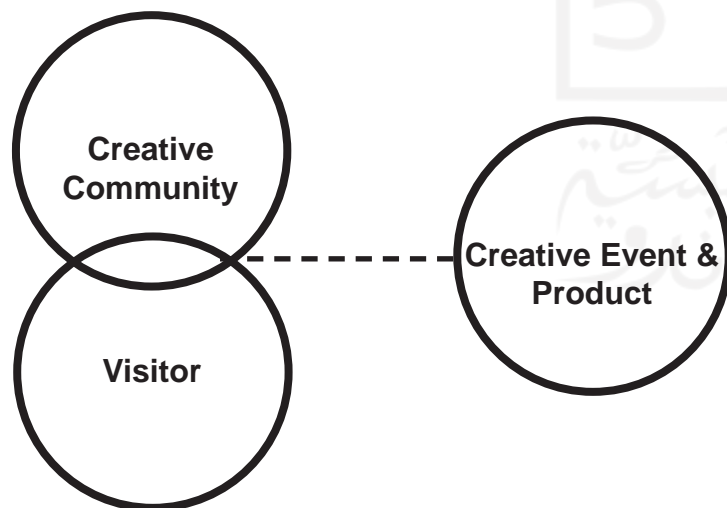 Creative
Community
Creative Event &
Product
Visitor